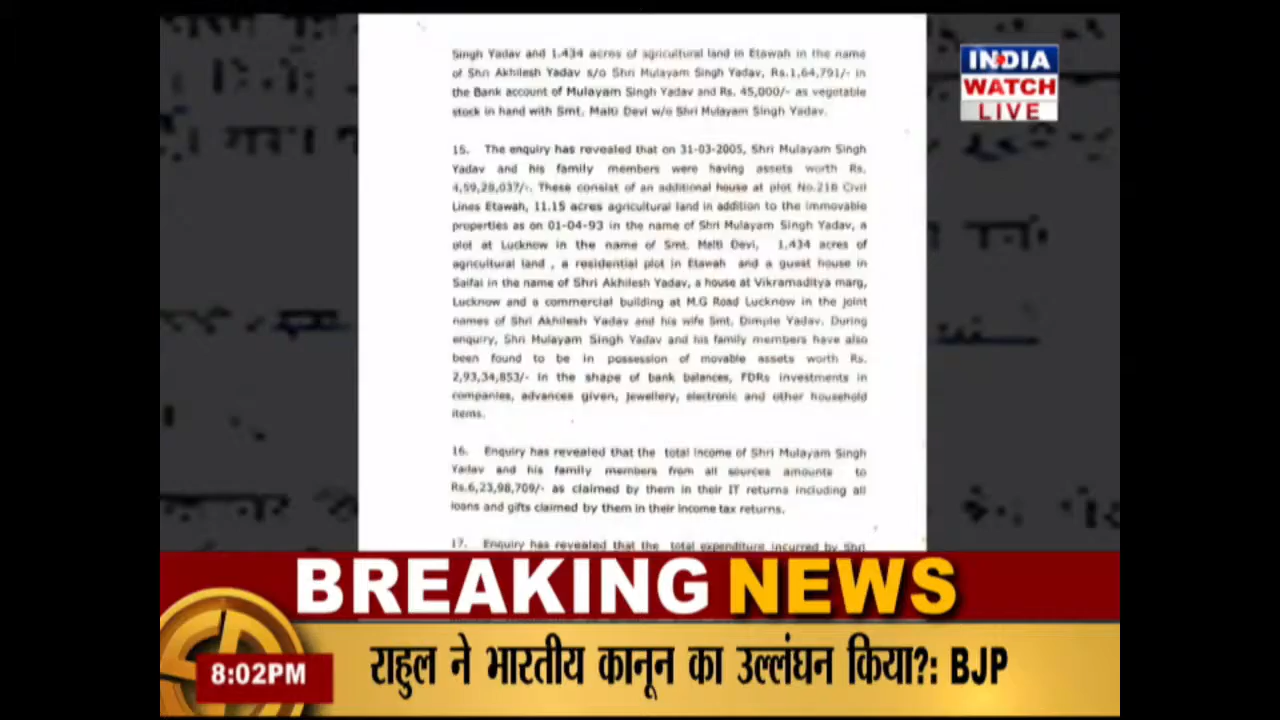 Singh Yadav and 1.434 acres of agricultural land in Etawah in the name
of Shri Akhilesh Yadav s/o Shri Mulayam Singh Yadav, Rs.1,64,791/- in
the Bank account of Mulayam Singh Yadav and Rs. 45,000/- as vegetable
stock in hand with Smt. Malti Devi w/o Shri Mulayam Singh Yadav.
15. The enquiry has revealed that on 31-03-2005, Shri Mulayam Singh
Yadav and his family members were having assets worth Rs.
4,59,28,037/-. These consist of an additional house at plot No.218 Civil
Lines Etawah, 11.15 acres agricultural land in addition to the immovable
properties as on 01-04-93 in the name of Shri Mulayam Singh Yadav, a
plot at Lucknow in the name of Smt. Malti Devi, 1,434 acres of
agricultural land , a residential plot in Etawah and a guest house in
Saifai in the name of Shri Akhilesh Yadav, a house at Vikramaditya marg,
Lucknow and a commercial building at M.G Road Lucknow in the joint
names of Shri Akhilesh Yadav and his wife Smt. Dimple Yadav. During
enquiry, Shri Mulayam Singh Yadav and his family members have also
been found to be in possession of movable assets worth Rs.
2,93,34,853/- in the shape of bank balances, FDRs investments in
companies, advances given, jewellery, electronic and other household
items.
16. Enquiry has revealed that the total income of Shri Mulayam Singh
Yadav and his family members from all sources amounts to
Rs.6,23,98,709/- as claimed by them in their IT returns including all
loans and gifts claimed by them in their income tax returns.
17. Enquiry has revealed that the total expenditure incurred by Shri
INDIA
WATCH
LIVE
BREAKING NEWS
8:02PM
राहुल ने भारतीय कानून का उल्लंघन किया?: BJP